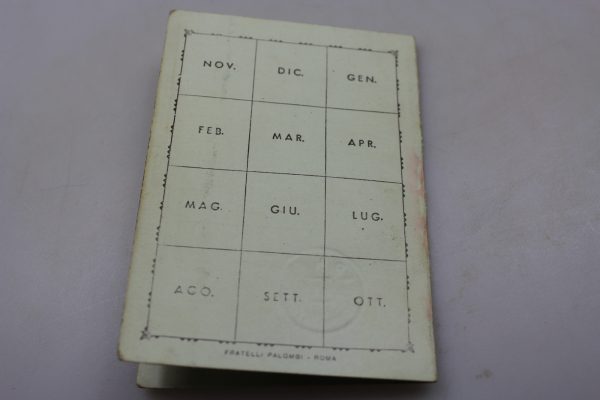 NOV. DIC. GEN.
FEB. MAR. APR.
MAG. GIU. LUG.
AGO. SETT. OTT.
FRATELLI PALOMBI - ROMA